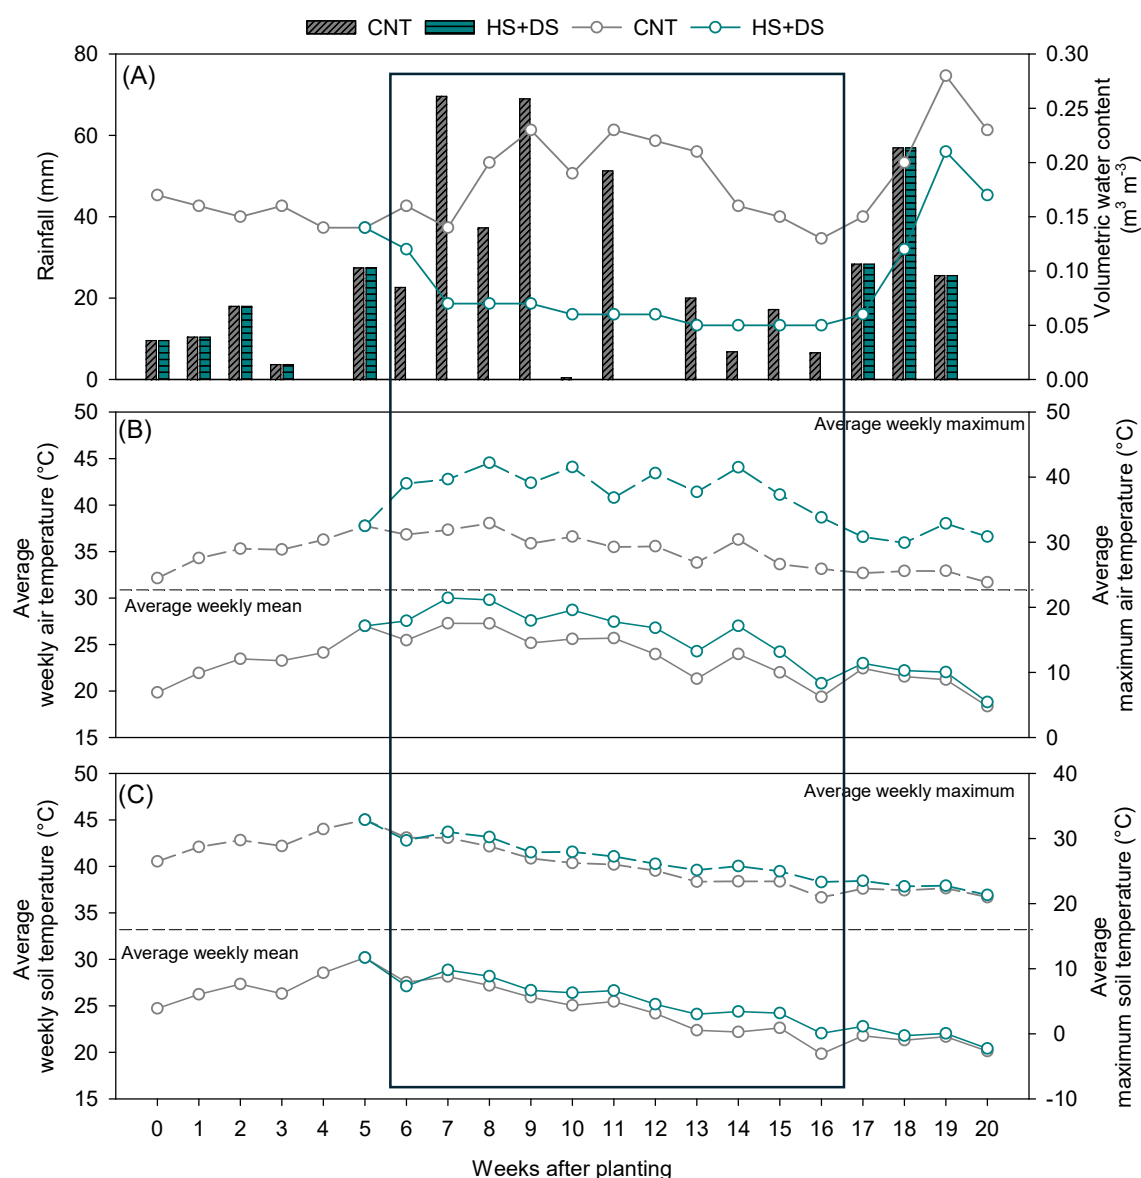 CNT HS+DS CNT HS+DS
(A)
Rainfall (mm)
80
60
40
20
0
0.30
0.25
0.20
0.15
0.10
0.05
0.00
Volumetric water content
(m³ m⁻³)
(B)
Average weekly maximum
Average weekly mean
Average
weekly air temperature (°C)
50
45
40
35
30
25
20
15
50
40
30
20
10
0
Average
maximum air temperature (°C)
(C)
Average weekly maximum
Average weekly mean
Average
weekly soil temperature (°C)
50
45
40
35
30
25
20
15
40
30
20
10
0
-10
Average
maximum soil temperature (°C)
0 1 2 3 4 5 6 7 8 9 10 11 12 13 14 15 16 17 18 19 20
Weeks after planting